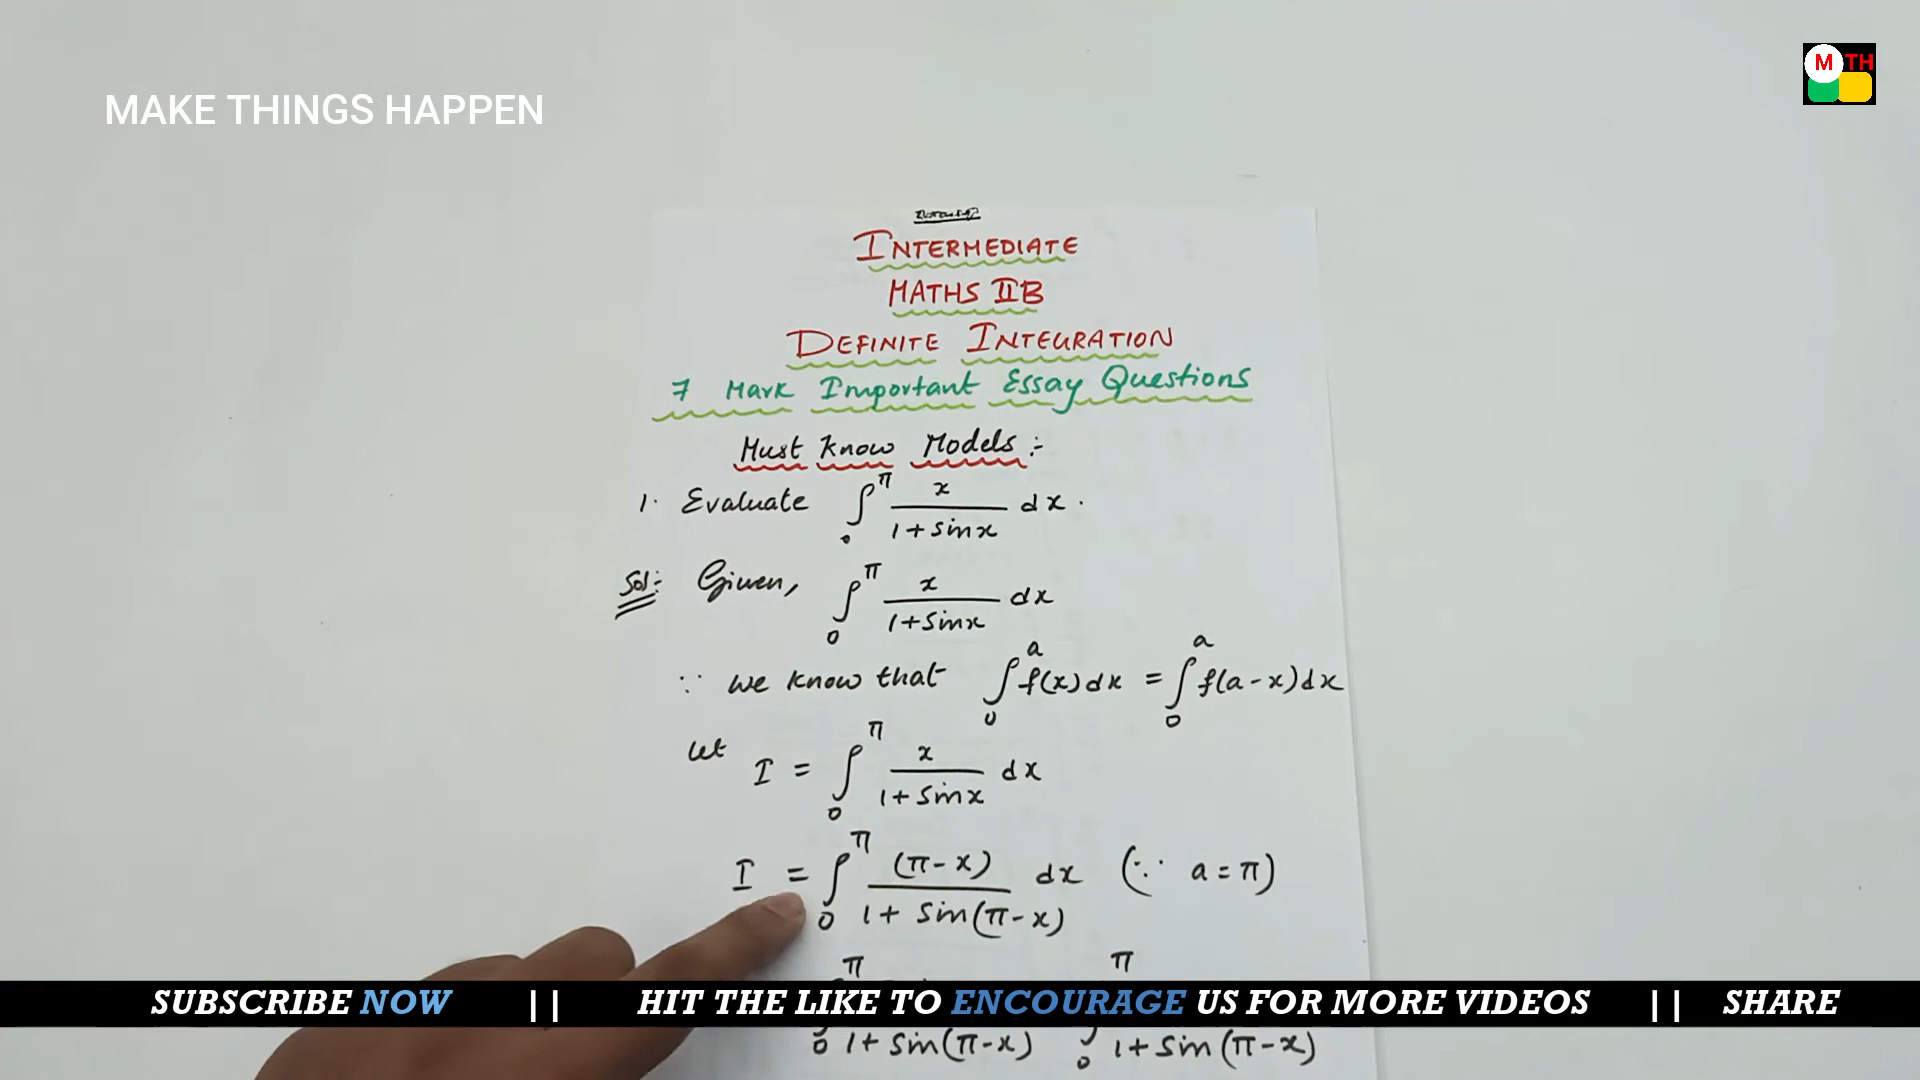 MAKE THINGS HAPPEN
M TH
INTERMEDIATE
MATHS IIB
DEFINITE INTEGRATION
7 Mark Important Essay Questions
Must Know Models :-
1. Evaluate ∫₀^π x/(1+sinx) dx.
Sol: Given, ∫₀^π x/(1+sinx) dx
∵ we know that ∫₀^a f(x)dx = ∫₀^a f(a-x)dx
let I = ∫₀^π x/(1+sinx) dx
I = ∫₀^π (π-x)/(1+sin(π-x)) dx (∵ a=π)
π π
SUBSCRIBE NOW || HIT THE LIKE TO ENCOURAGE US FOR MORE VIDEOS || SHARE
0 1+sin(π-x) 0 1+sin(π-x)